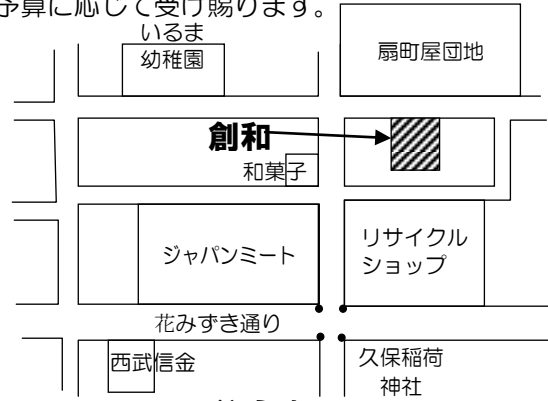 予算に応じて受け賜ります。
いるま
幼稚園
扇町屋団地
創和
和菓子
ジャパンミート
リサイクル
ショップ
花みずき通り
西武信金
久保稲荷
神社